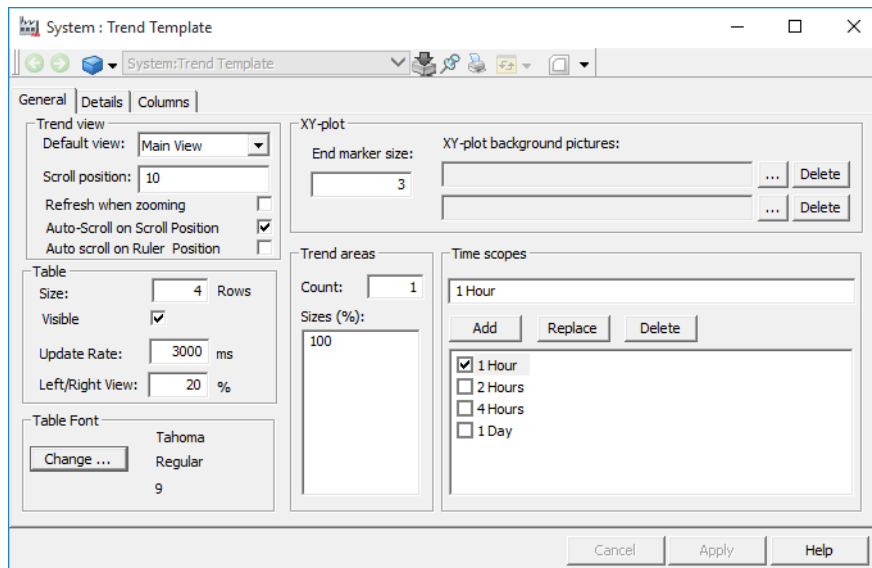 System : Trend Template
System:Trend Template
General Details Columns
Trend view
Default view: Main View
Scroll position: 10
Refresh when zooming
Auto-Scroll on Scroll Position
Auto scroll on Ruler Position
Table
Size: 4 Rows
Visible
Update Rate: 3000 ms
Left/Right View: 20 %
Table Font
Change ... Tahoma
Regular
9
XY-plot
End marker size: 3
XY-plot background pictures:
... Delete
... Delete
Trend areas
Count: 1
Sizes (%):
100
Time scopes
1 Hour
Add Replace Delete
1 Hour
2 Hours
4 Hours
1 Day
Cancel Apply Help